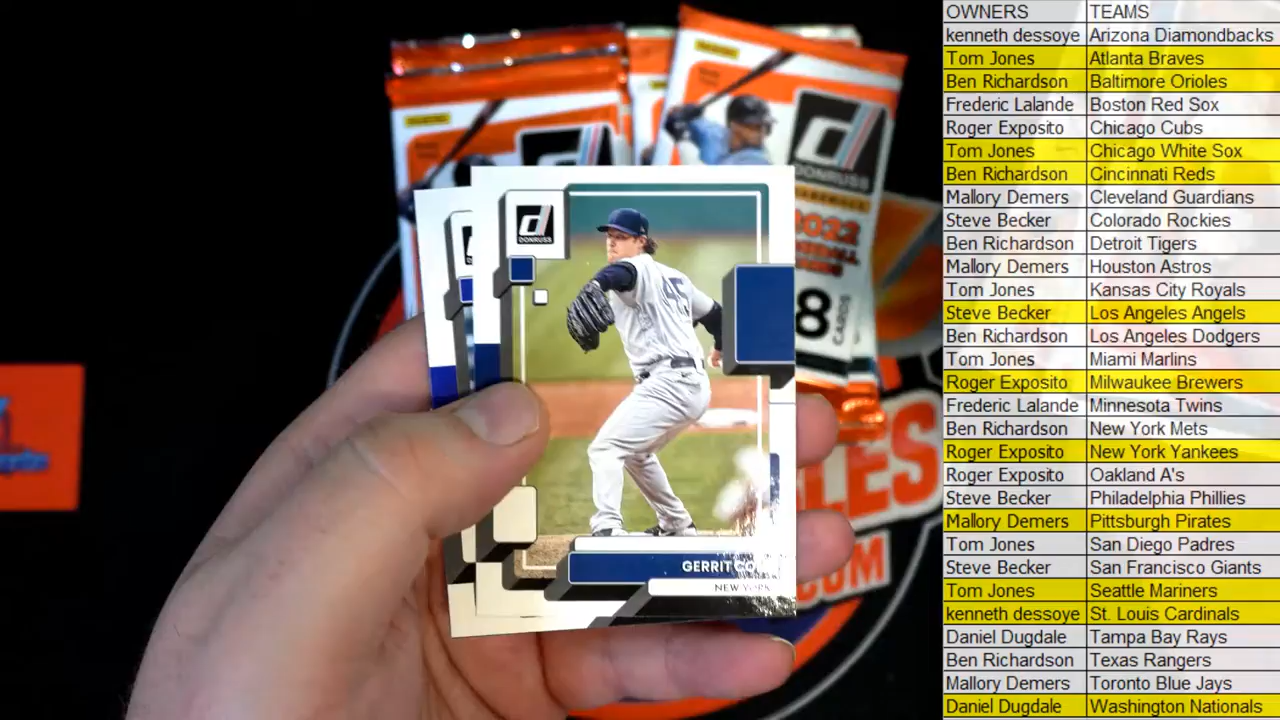 OWNERS TEAMS
kenneth dessoye Arizona Diamondbacks
Tom Jones Atlanta Braves
Ben Richardson Baltimore Orioles
Frederic Lalande Boston Red Sox
Roger Exposito Chicago Cubs
Tom Jones Chicago White Sox
Ben Richardson Cincinnati Reds
Mallory Demers Cleveland Guardians
Steve Becker Colorado Rockies
Ben Richardson Detroit Tigers
Mallory Demers Houston Astros
Tom Jones Kansas City Royals
Steve Becker Los Angeles Angels
Ben Richardson Los Angeles Dodgers
Tom Jones Miami Marlins
Roger Exposito Milwaukee Brewers
Frederic Lalande Minnesota Twins
Ben Richardson New York Mets
Roger Exposito New York Yankees
Roger Exposito Oakland A's
Steve Becker Philadelphia Phillies
Mallory Demers Pittsburgh Pirates
Tom Jones San Diego Padres
Steve Becker San Francisco Giants
Tom Jones Seattle Mariners
kenneth dessoye St. Louis Cardinals
Daniel Dugdale Tampa Bay Rays
Ben Richardson Texas Rangers
Mallory Demers Toronto Blue Jays
Daniel Dugdale Washington Nationals
DONRUSS
2022
8
CARDS
d
DONRUSS
45
GERRIT
NEW YORK